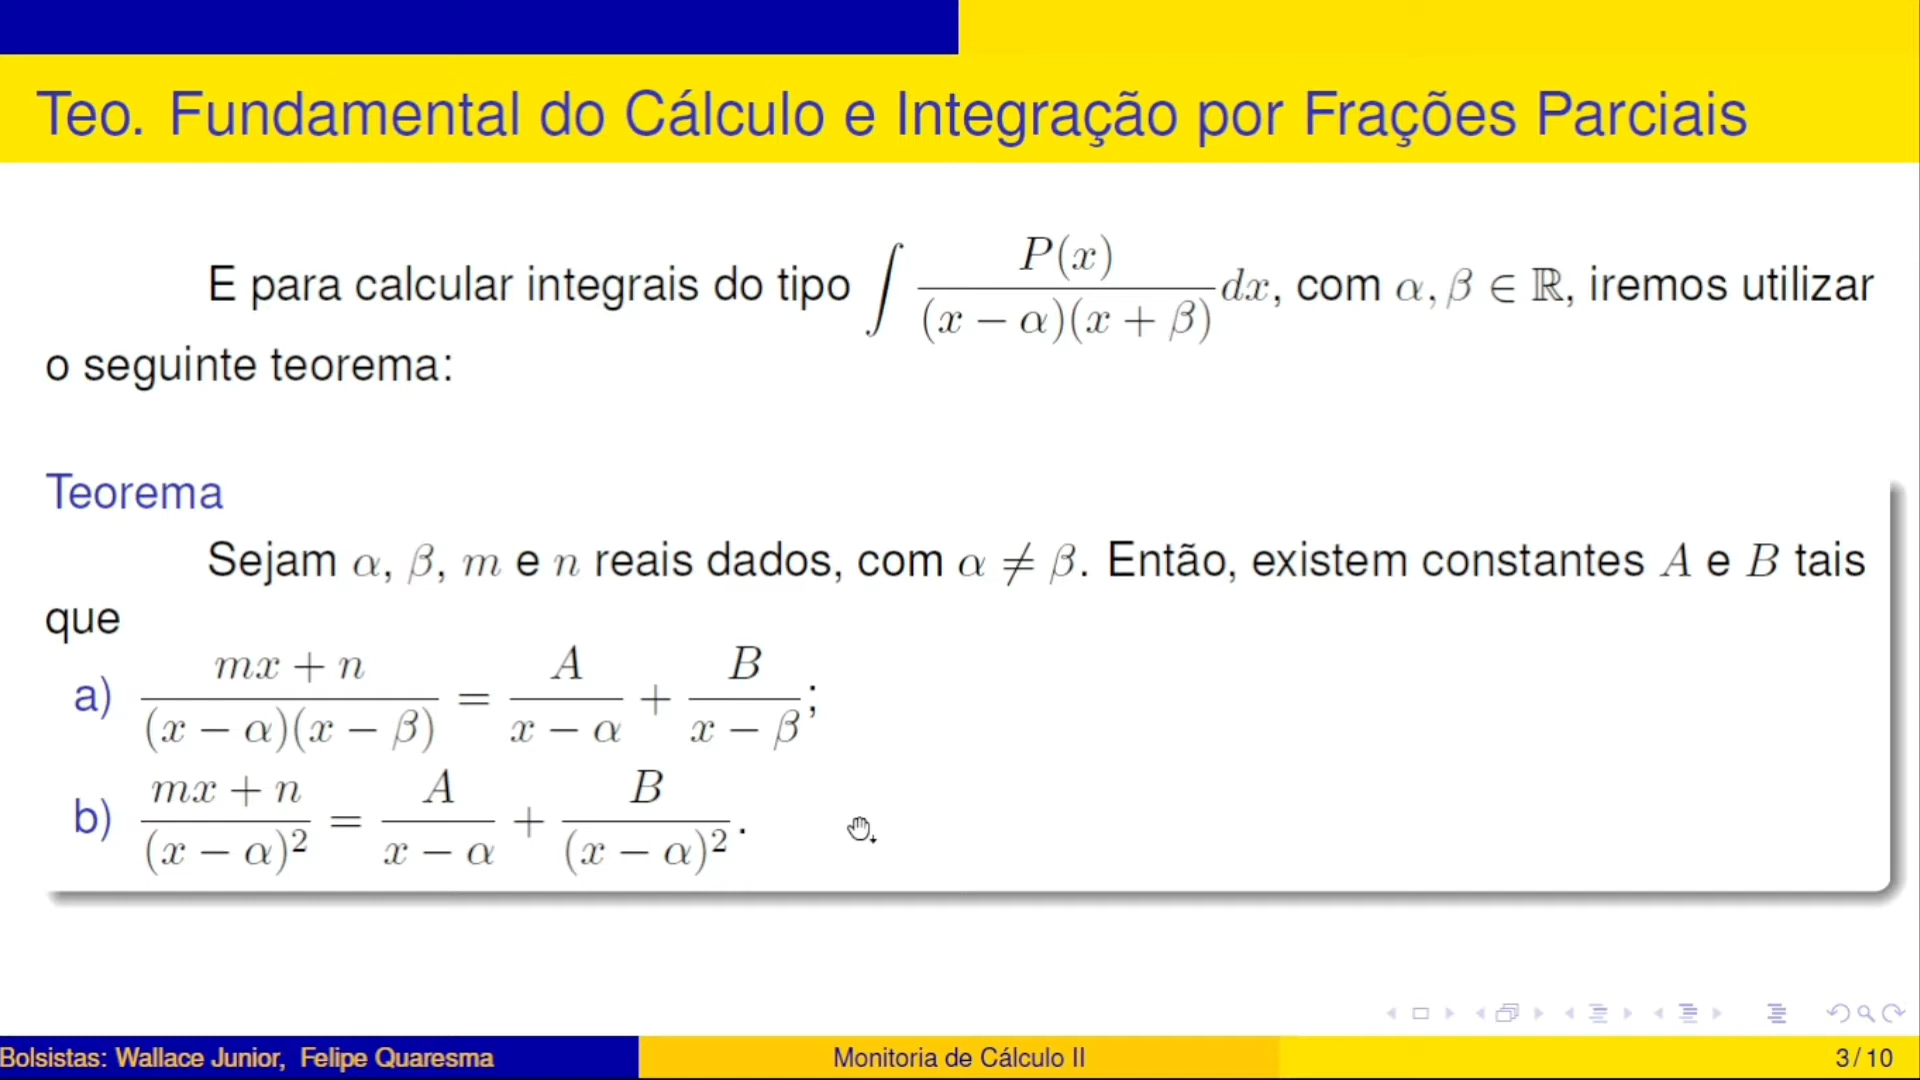 Teo. Fundamental do Cálculo e Integração por Frações Parciais
E para calcular integrais do tipo ∫ P(x)/((x − α)(x + β)) dx, com α, β ∈ ℝ, iremos utilizar
o seguinte teorema:
Teorema
Sejam α, β, m e n reais dados, com α ≠ β. Então, existem constantes A e B tais
que
a) (mx + n)/((x − α)(x − β)) = A/(x − α) + B/(x − β);
b) (mx + n)/(x − α)² = A/(x − α) + B/(x − α)².
Bolsistas: Wallace Junior, Felipe Quaresma Monitoria de Cálculo II 3 / 10